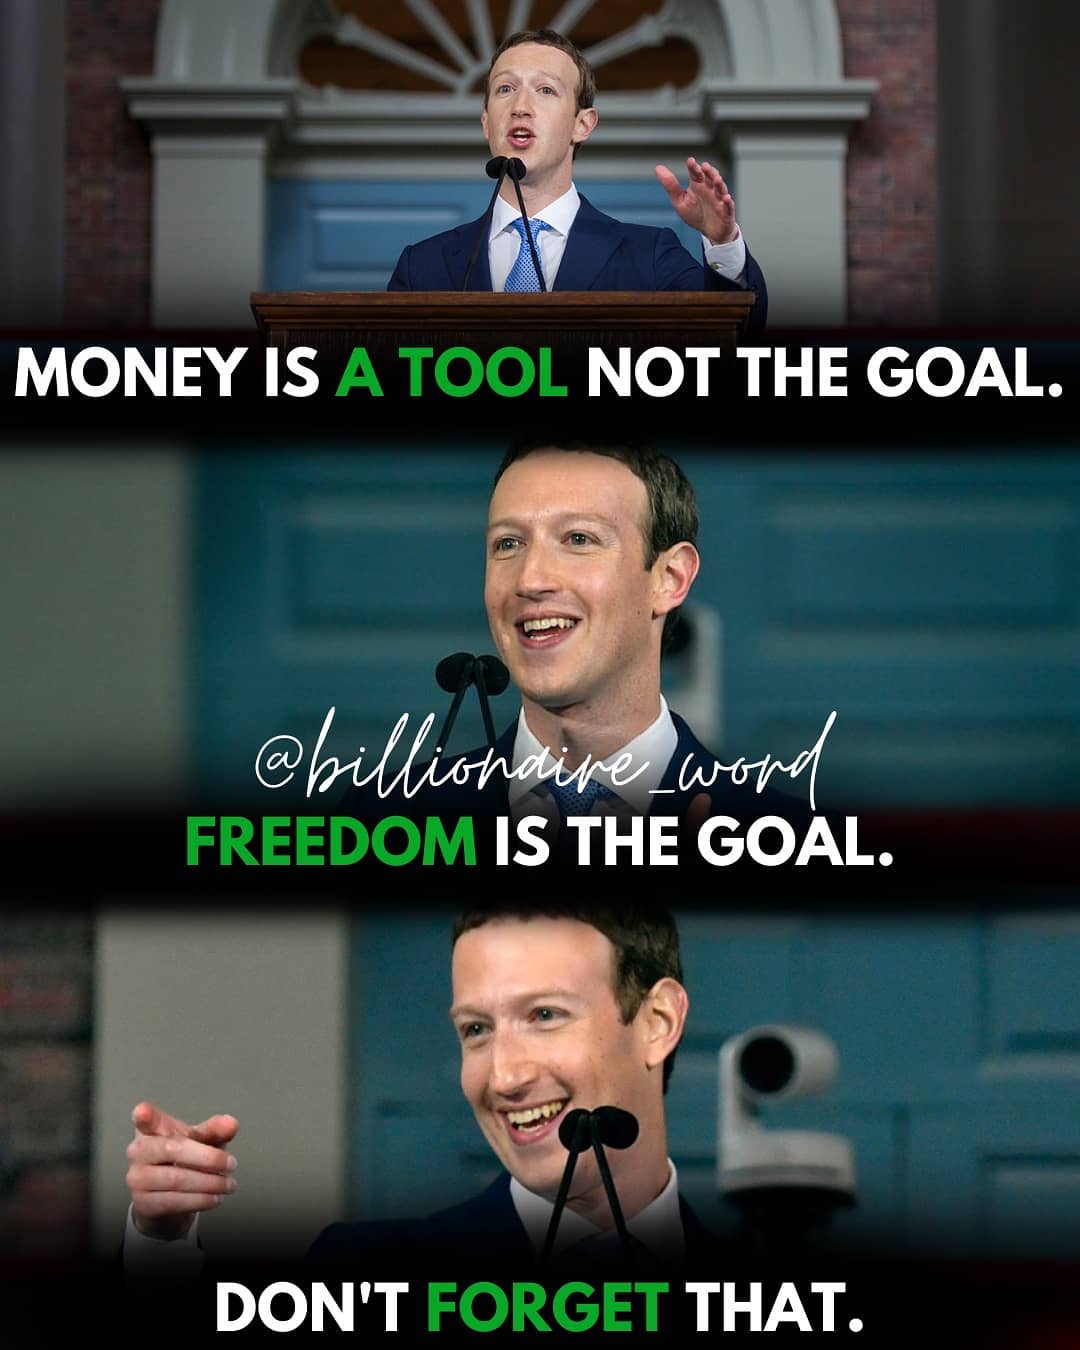 MONEY IS A TOOL NOT THE GOAL.
@billionaire_word
FREEDOM IS THE GOAL.
DON'T FORGET THAT.